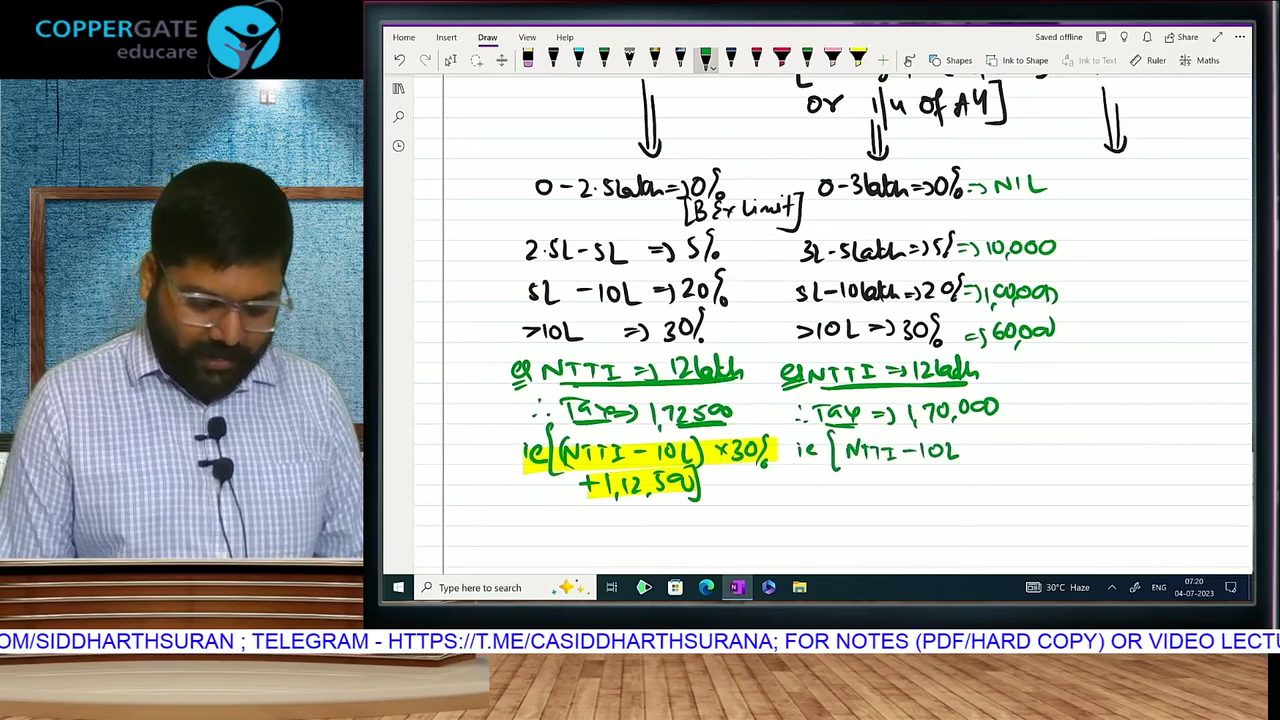 COPPERGATE
educare
Home Insert Draw View Help
Saved offline Share
Shapes Ink to Shape Ink to Text Ruler Maths
or of AY]
0-2.5lakh=>0%
0-3lakh=>0% => NIL
[B Ex Limit]
2.5L-5L => 5%
3L-5lakh=>5% => 10,000
5L - 10L => 20%
5L-10lakh=>20% => 1,00,000
>10L => 30%
>10L => 30% => 60,000
eg NTTI => 12lakh
eg NTTI => 12lakh
∴ Tax => 1,72,500
∴ Tax => 1,70,000
ie [(NTTI - 10L) ×30%
+1,12,500]
ie [NTTI-10L
Type here to search
30°C Haze
ENG
07:20
04-07-2023
OM/SIDDHARTHSURAN ; TELEGRAM - HTTPS://T.ME/CASIDDHARTHSURANA; FOR NOTES (PDF/HARD COPY) OR VIDEO LECTU